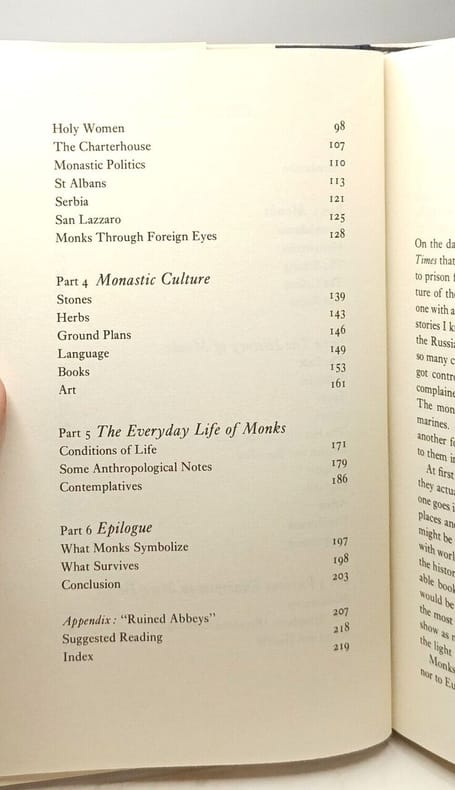 Holy Women 98
The Charterhouse 107
Monastic Politics 110
St Albans 113
Serbia 121
San Lazzaro 125
Monks Through Foreign Eyes 128
Part 4 Monastic Culture
Stones 139
Herbs 143
Ground Plans 146
Language 149
Books 153
Art 161
Part 5 The Everyday Life of Monks
Conditions of Life 171
Some Anthropological Notes 179
Contemplatives 186
Part 6 Epilogue
What Monks Symbolize 197
What Survives 198
Conclusion 203
Appendix: “Ruined Abbeys” 207
Suggested Reading 218
Index 219
On the da
Times that
to prison f
ture of the
one with a
stories I k
the Russia
so many c
got contr
complaine
The mon
marines.
another f
to them i
At first
they actu
one goes i
places and
might be
with worl
the histor
able book
would be
the most
show as
the light
Monks
nor to Eu